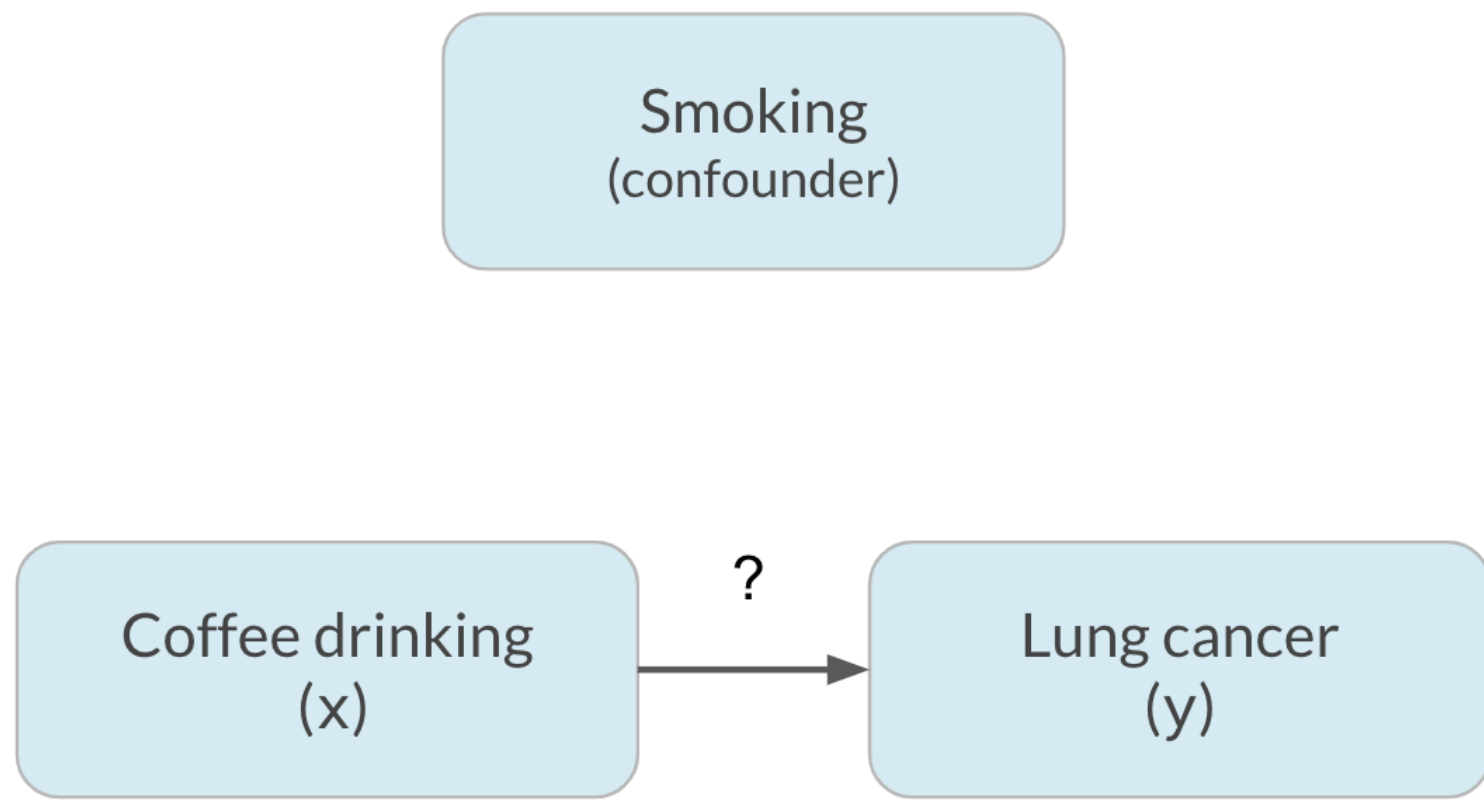 Smoking
(confounder)
?
Coffee drinking
(x)
Lung cancer
(y)